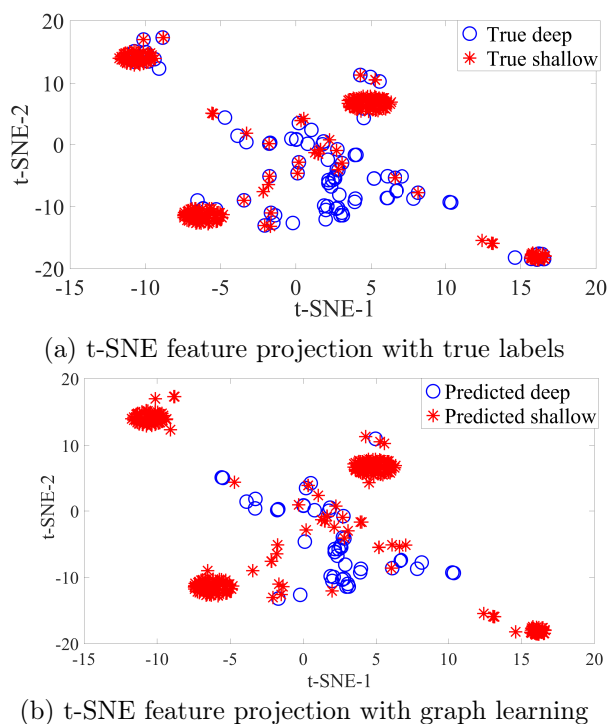 20
10
0
-10
-20
t-SNE-2
True deep
True shallow
-15
-10
-5
0
5
10
15
20
t-SNE-1
(a) t-SNE feature projection with true labels
20
10
0
-10
-20
t-SNE-2
Predicted deep
Predicted shallow
-15
-10
-5
0
5
10
15
20
t-SNE-1
(b) t-SNE feature projection with graph learning